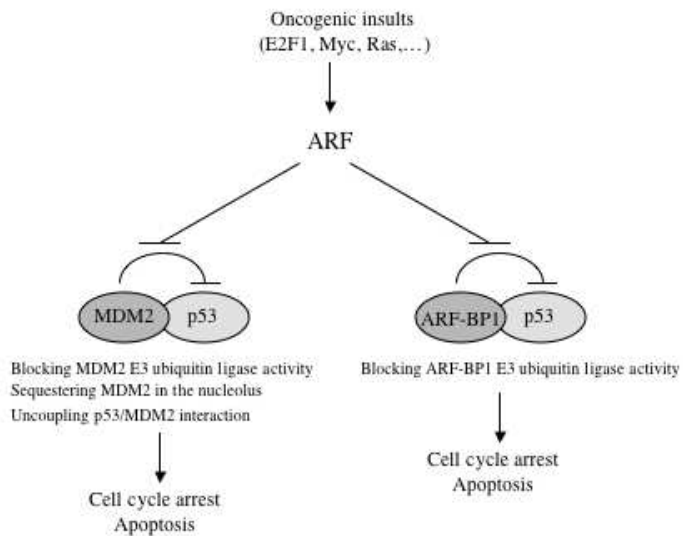 Oncogenic insults
(E2F1, Myc, Ras,...)
ARF
MDM2
p53
ARF-BP1
p53
Blocking MDM2 E3 ubiquitin ligase activity
Sequestering MDM2 in the nucleolus
Uncoupling p53/MDM2 interaction
Blocking ARF-BP1 E3 ubiquitin ligase activity
Cell cycle arrest
Apoptosis
Cell cycle arrest
Apoptosis